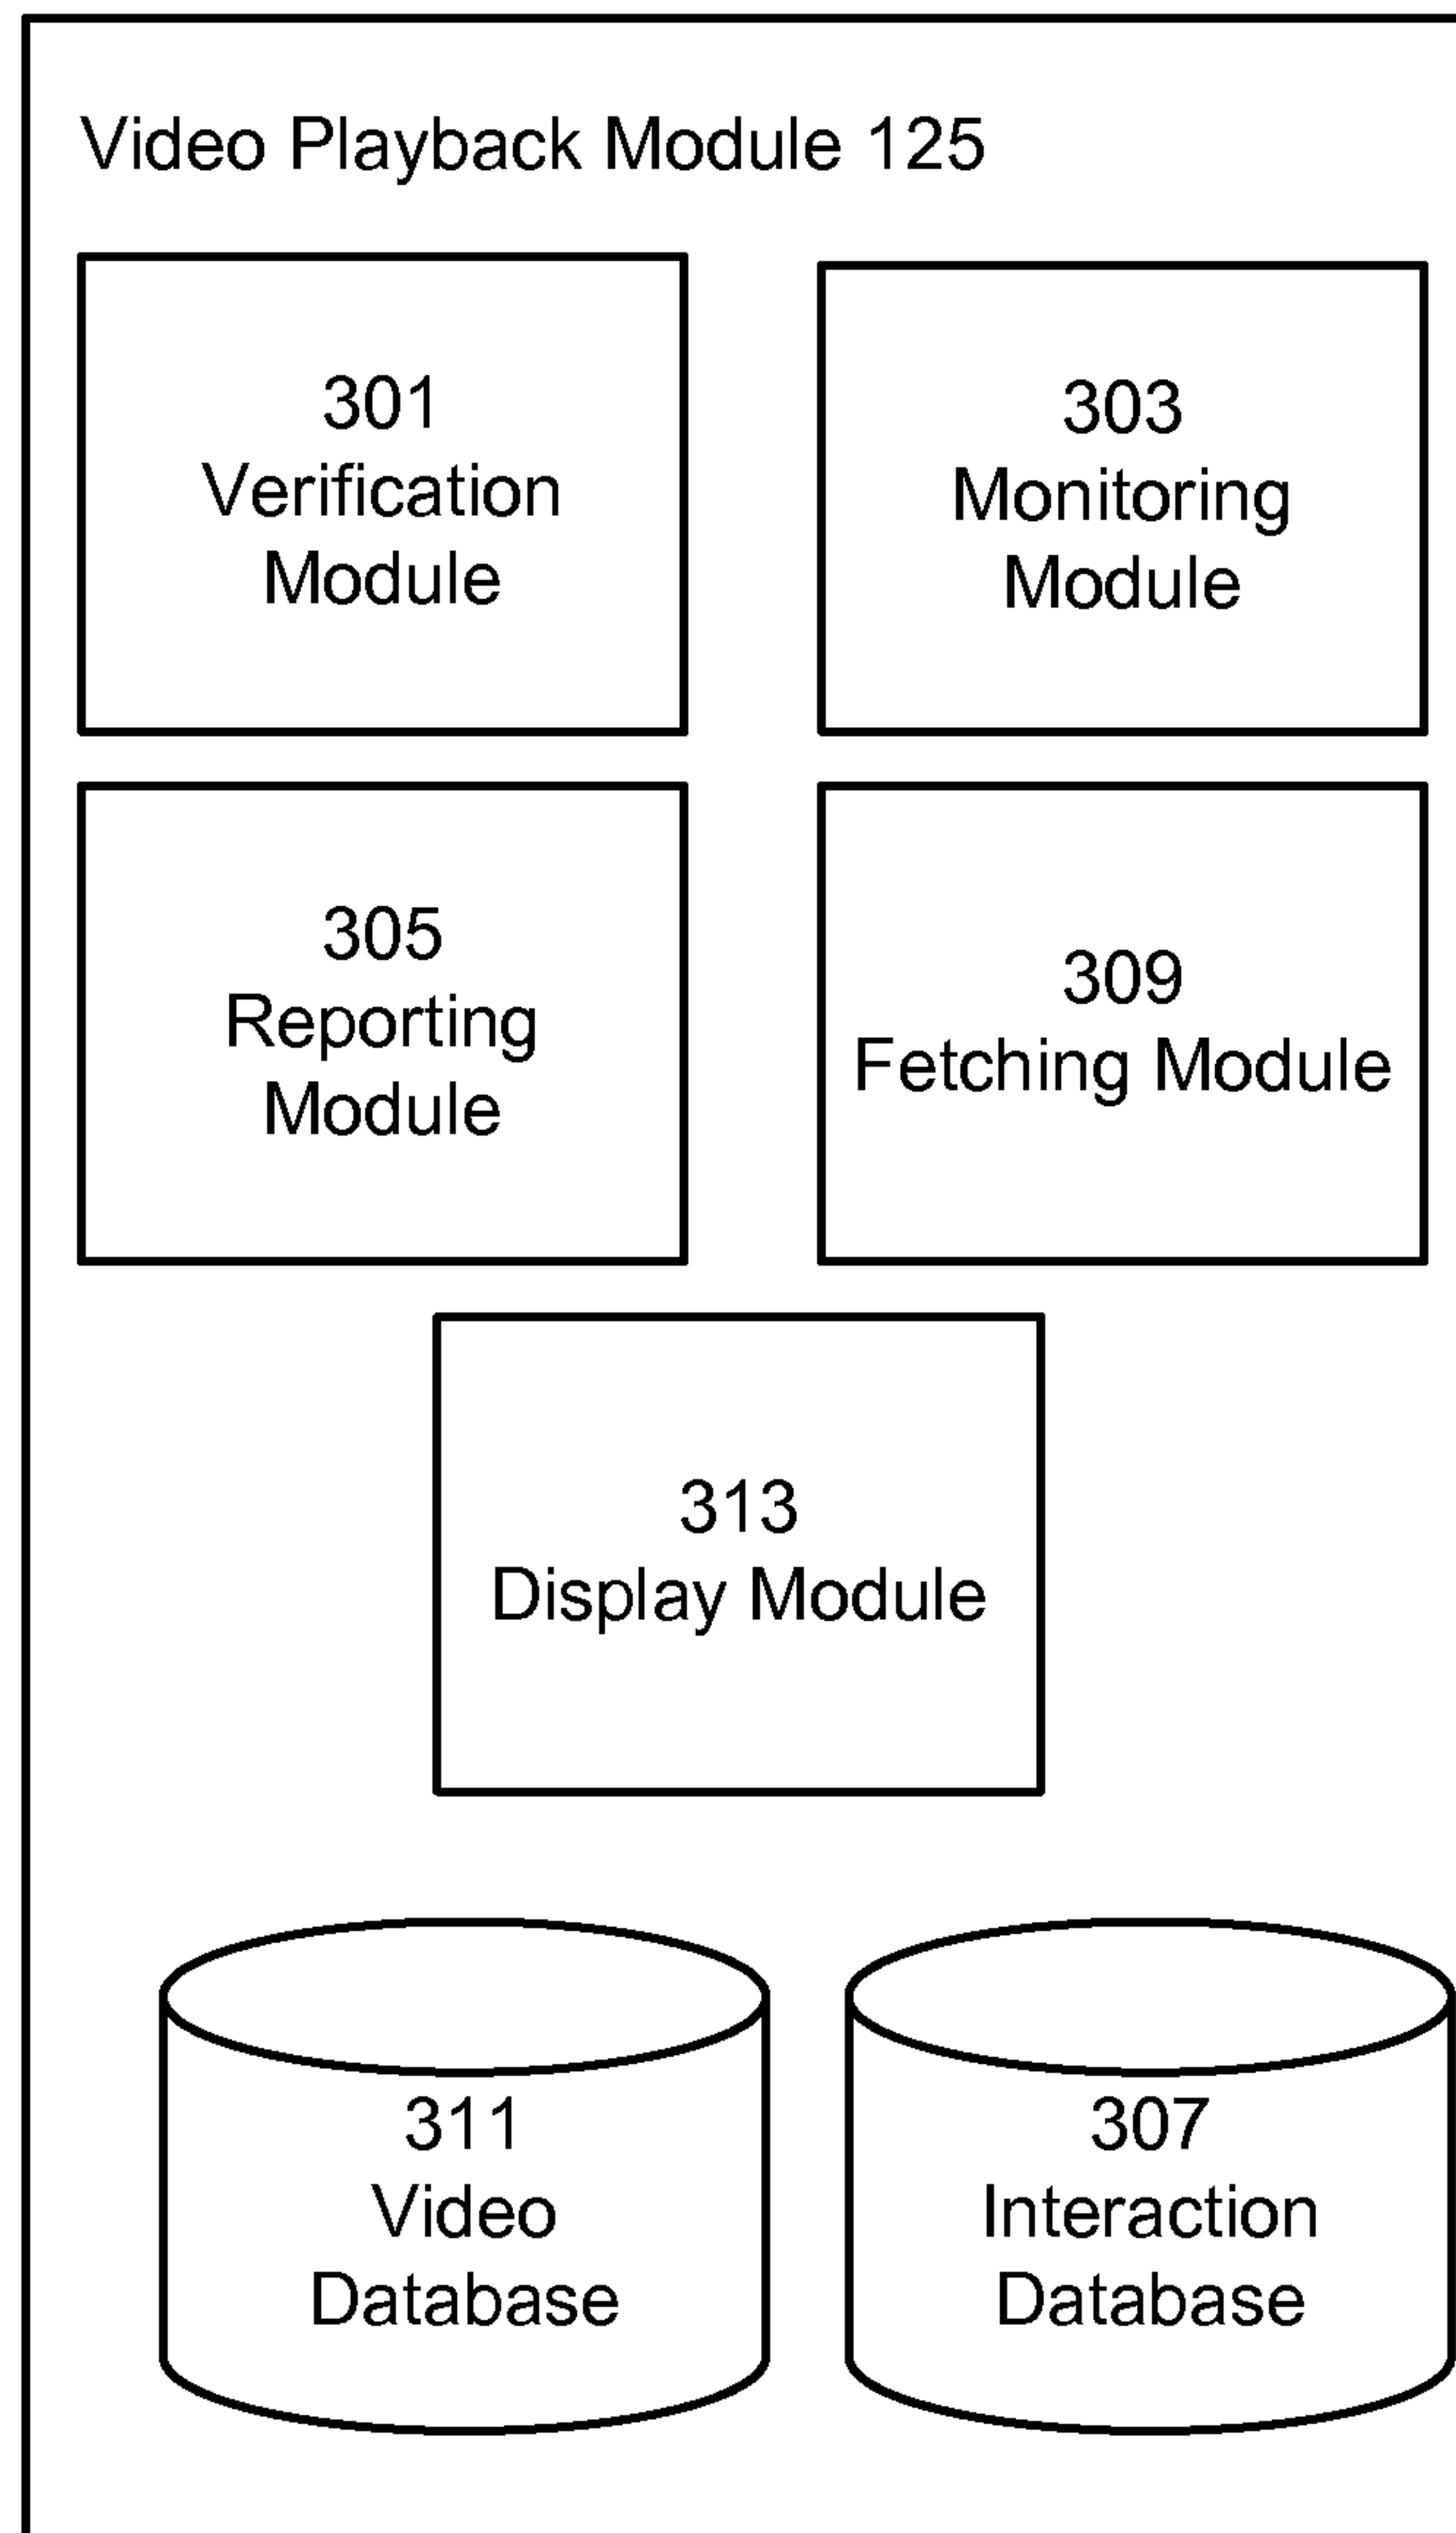 Video Playback Module 125
301
Verification
Module
303
Monitoring
Module
305
Reporting
Module
309
Fetching Module
313
Display Module
311
Video
Database
307
Interaction
Database